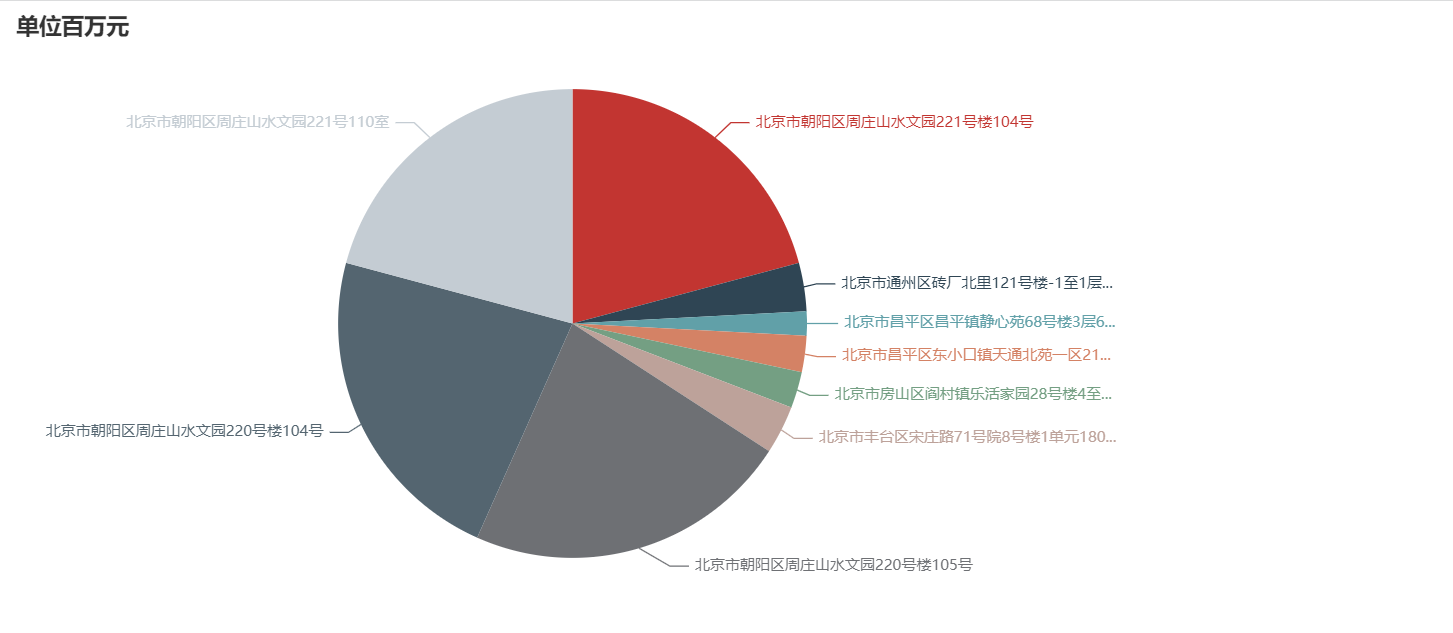 单位百万元
北京市朝阳区周庄山水文园221号110室
北京市朝阳区周庄山水文园221号楼104号
北京市通州区砖厂北里121号楼-1至1层...
北京市昌平区昌平镇静心苑68号楼3层6...
北京市昌平区东小口镇天通北苑一区21...
北京市房山区阎村镇乐活家园28号楼4至...
北京市朝阳区周庄山水文园220号楼104号
北京市丰台区宋庄路71号院8号楼1单元180...
北京市朝阳区周庄山水文园220号楼105号